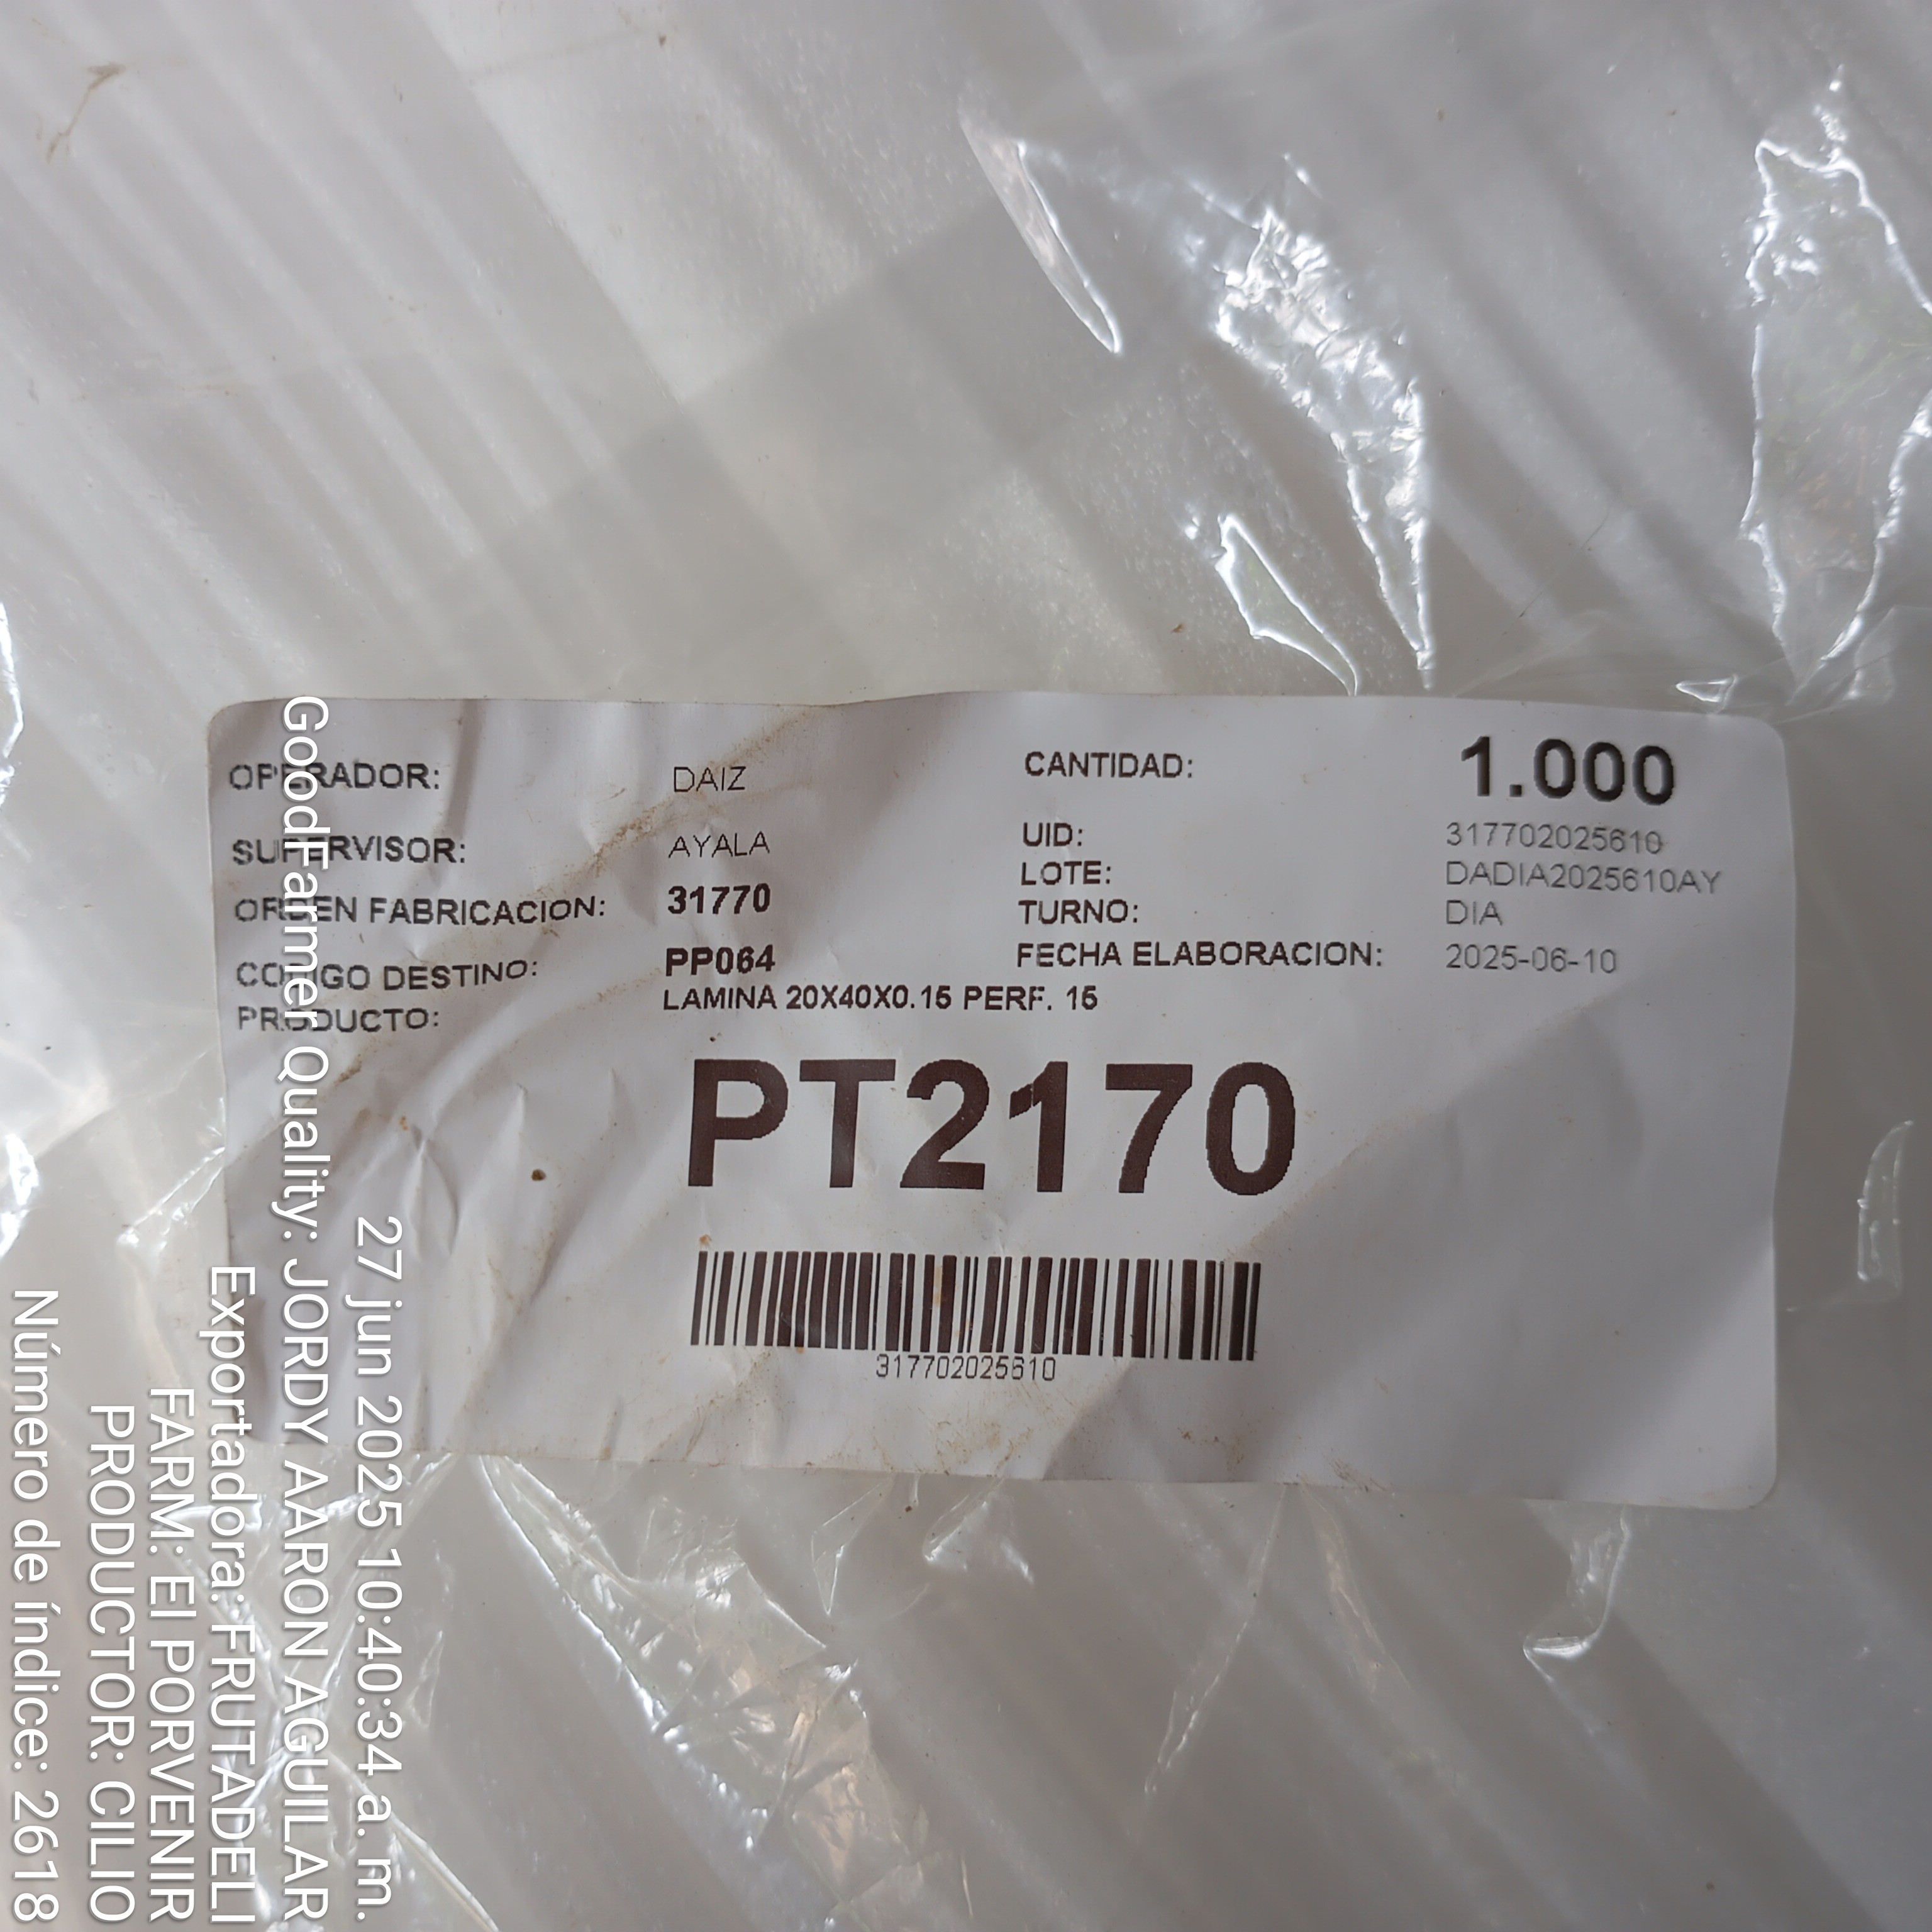 OPERADOR: DAIZ CANTIDAD: 1.000
SUPERVISOR: AYALA UID: 317702025610
ORDEN FABRICACION: 31770 LOTE: DADIA2025610AY
TURNO: DIA
CODIGO DESTINO: PP064 FECHA ELABORACION: 2025-06-10
PRODUCTO: LAMINA 20X40X0.15 PERF. 15
PT2170
317702025610
27 jun 2025 10:40:34 a. m.
GoodFarmer Quality: JORDY AARON AGUILAR
Exportadora: FRUTADELI
FARM: El PORVENIR
PRODUCTOR: CILIO
Número de índice: 2618